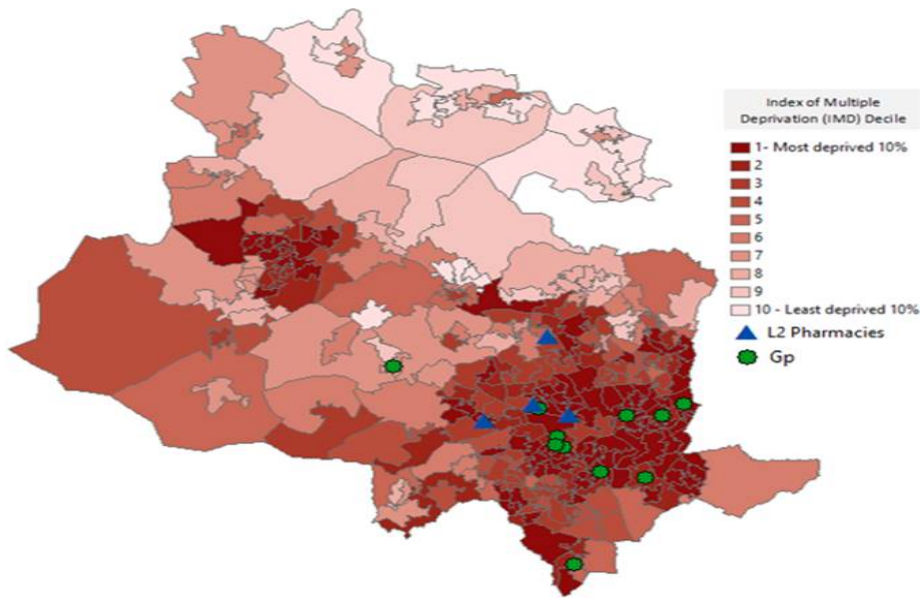 Index of Multiple
Deprivation (IMD) Decile
1- Most deprived 10%
2
3
4
5
6
7
8
9
10 - Least deprived 10%
L2 Pharmacies
Gp